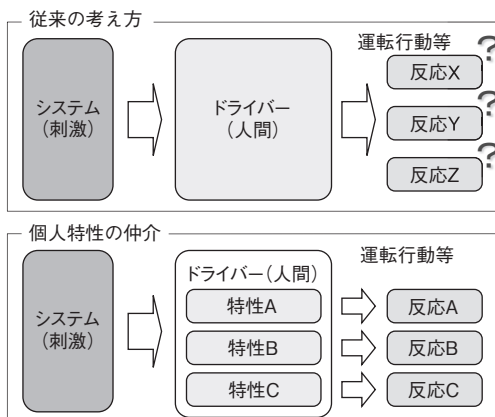 従来の考え方
システム
(刺激)
ドライバー
(人間)
運転行動等
反応X
?
反応Y
?
反応Z
?
個人特性の仲介
システム
(刺激)
ドライバー(人間)
特性A
特性B
特性C
運転行動等
反応A
反応B
反応C